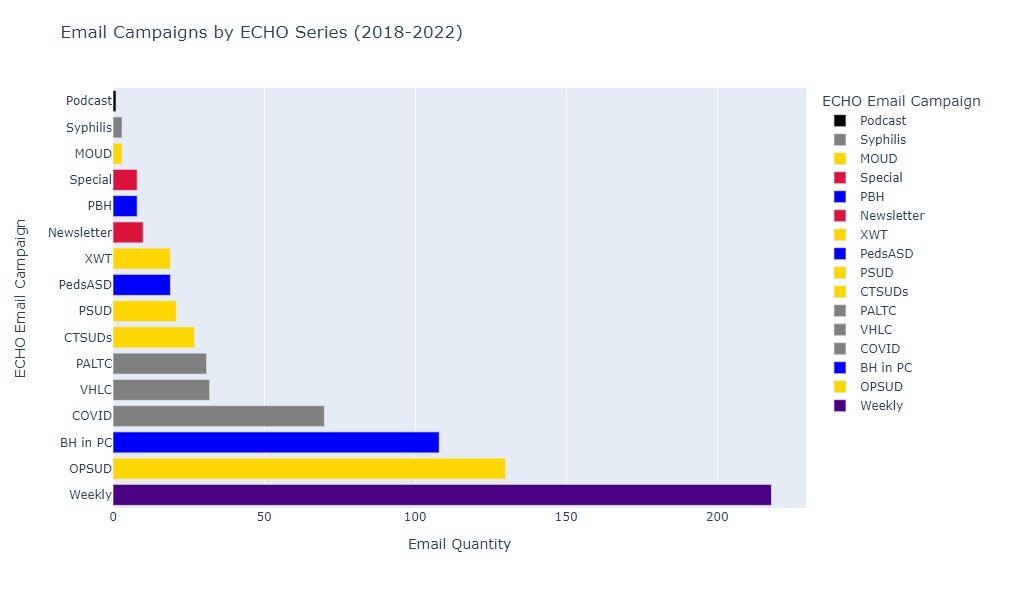 Email Campaigns by ECHO Series (2018-2022)
ECHO Email Campaign
Podcast
Syphilis
MOUD
Special
PBH
Newsletter
XWT
PedsASD
PSUD
CTSUDs
PALTC
VHLC
COVID
BH in PC
OPSUD
Weekly
0 50 100 150 200
Email Quantity
ECHO Email Campaign
Podcast
Syphilis
MOUD
Special
PBH
Newsletter
XWT
PedsASD
PSUD
CTSUDs
PALTC
VHLC
COVID
BH in PC
OPSUD
Weekly